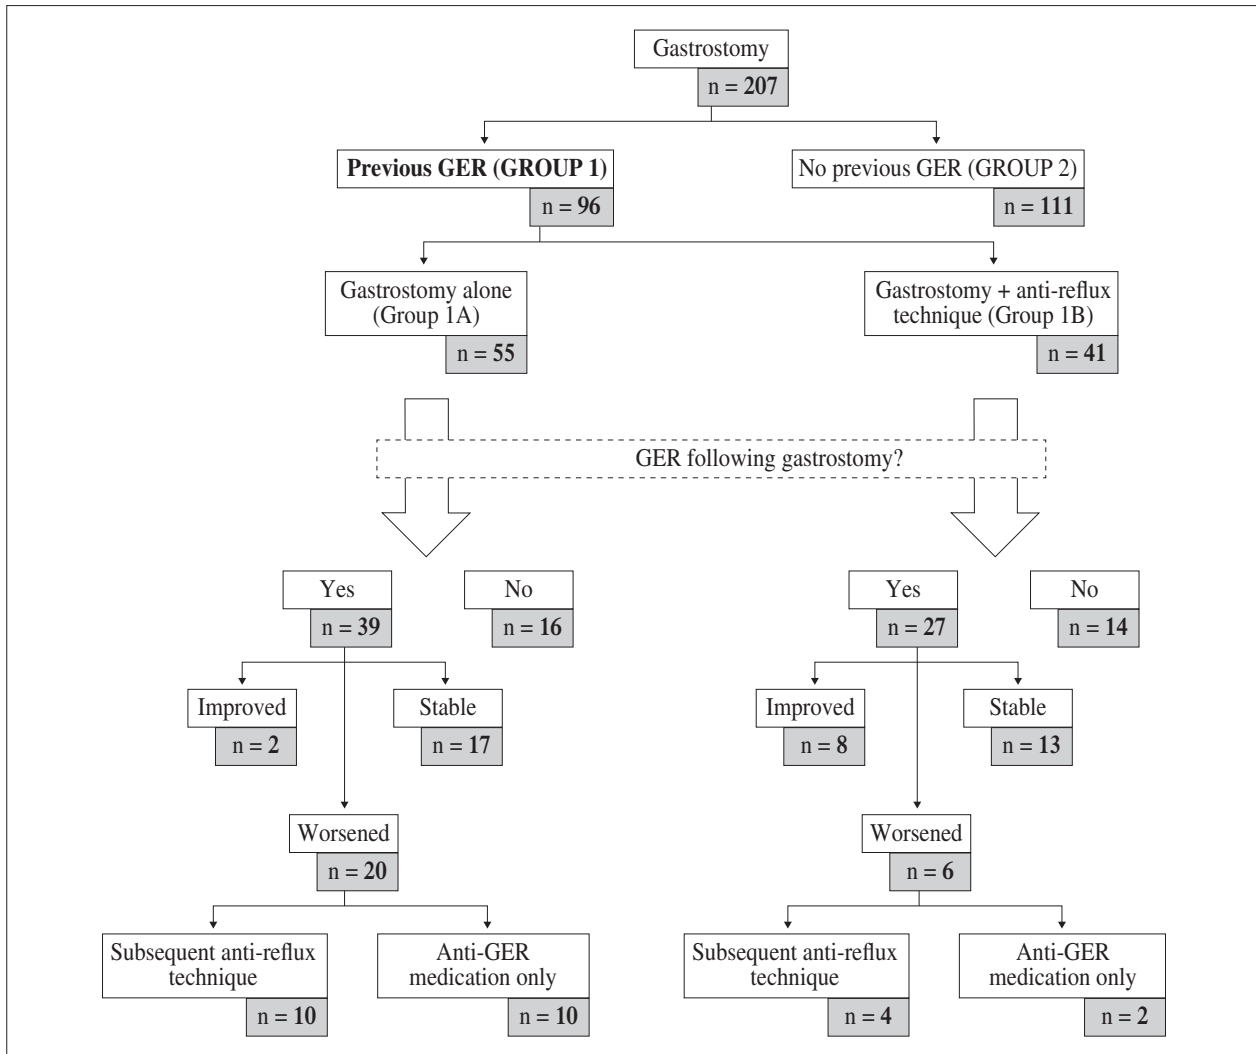 Gastrostomy
n = 207
Previous GER (GROUP 1)
n = 96
No previous GER (GROUP 2)
n = 111
Gastrostomy alone
(Group 1A)
n = 55
Gastrostomy + anti-reflux
technique (Group 1B)
n = 41
GER following gastrostomy?
Yes
n = 39
No
n = 16
Yes
n = 27
No
n = 14
Improved
n = 2
Stable
n = 17
Improved
n = 8
Stable
n = 13
Worsened
n = 20
Worsened
n = 6
Subsequent anti-reflux
technique
n = 10
Anti-GER
medication only
n = 10
Subsequent anti-reflux
technique
n = 4
Anti-GER
medication only
n = 2